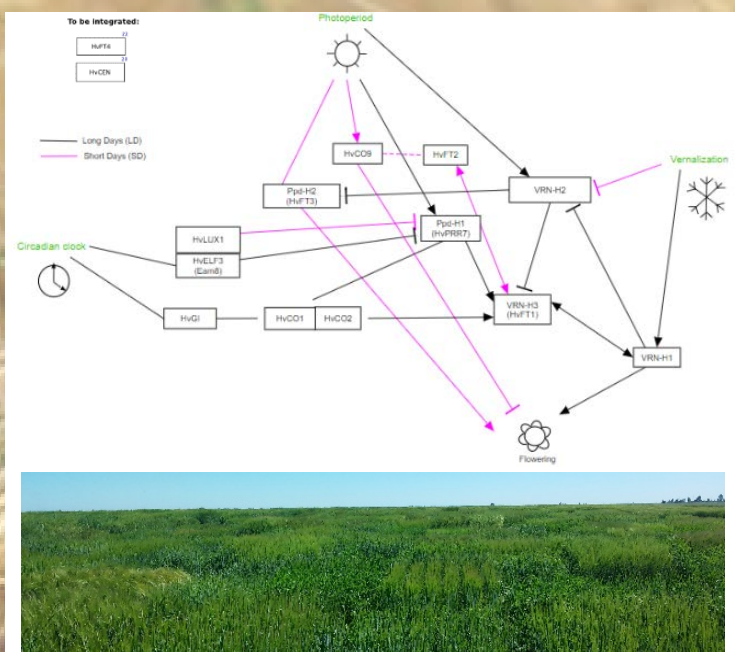 Photoperiod
To be integrated:
HvFT4
HvCEN
Long Days (LD)
Short Days (SD)
HvCO9
HvFT2
Vernalization
Ppd-H2
(HvFT3)
VRN-H2
Ppd-H1
(HvPRR7)
HvLUX1
Circadian clock
HvELF3
(Eam8)
HvGI
HvCO1
HvCO2
VRN-H3
(HvFT1)
VRN-H1
Flowering